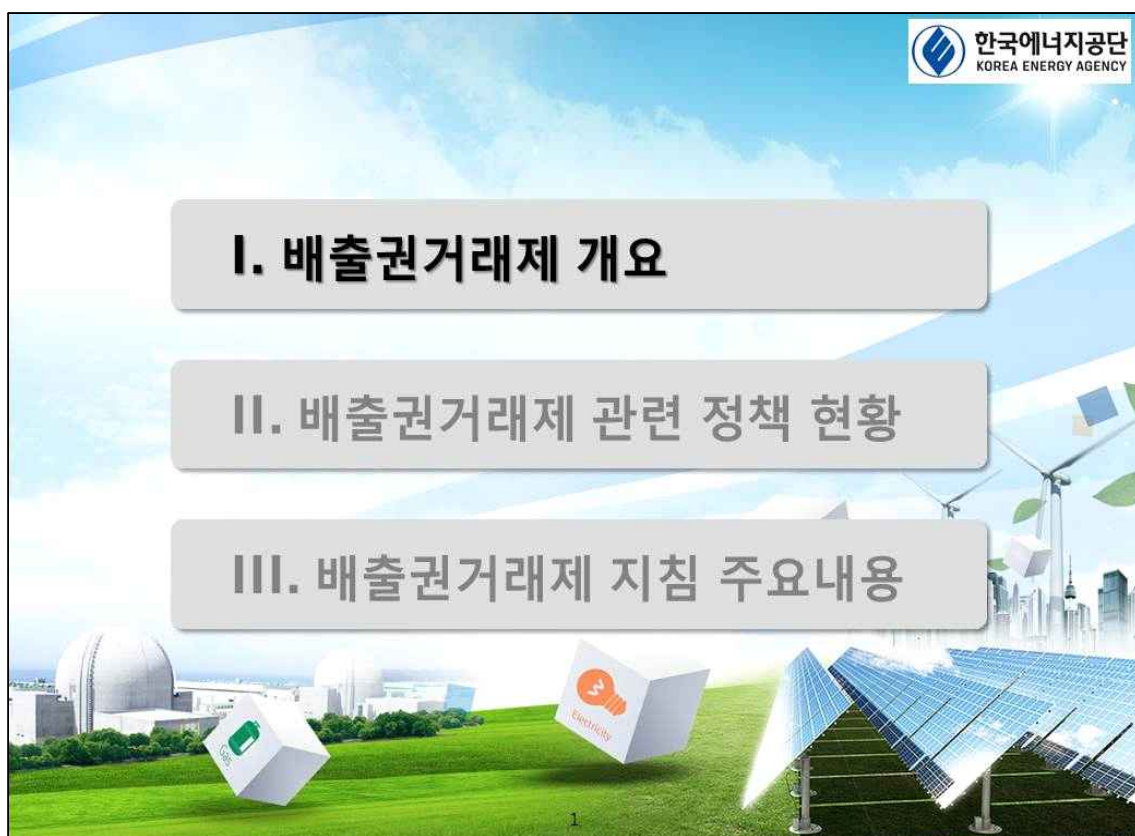 한국에너지공단
KOREA ENERGY AGENCY
I. 배출권거래제 개요
II. 배출권거래제 관련 정책 현황
III. 배출권거래제 지침 주요내용
Gas
Electricity
1